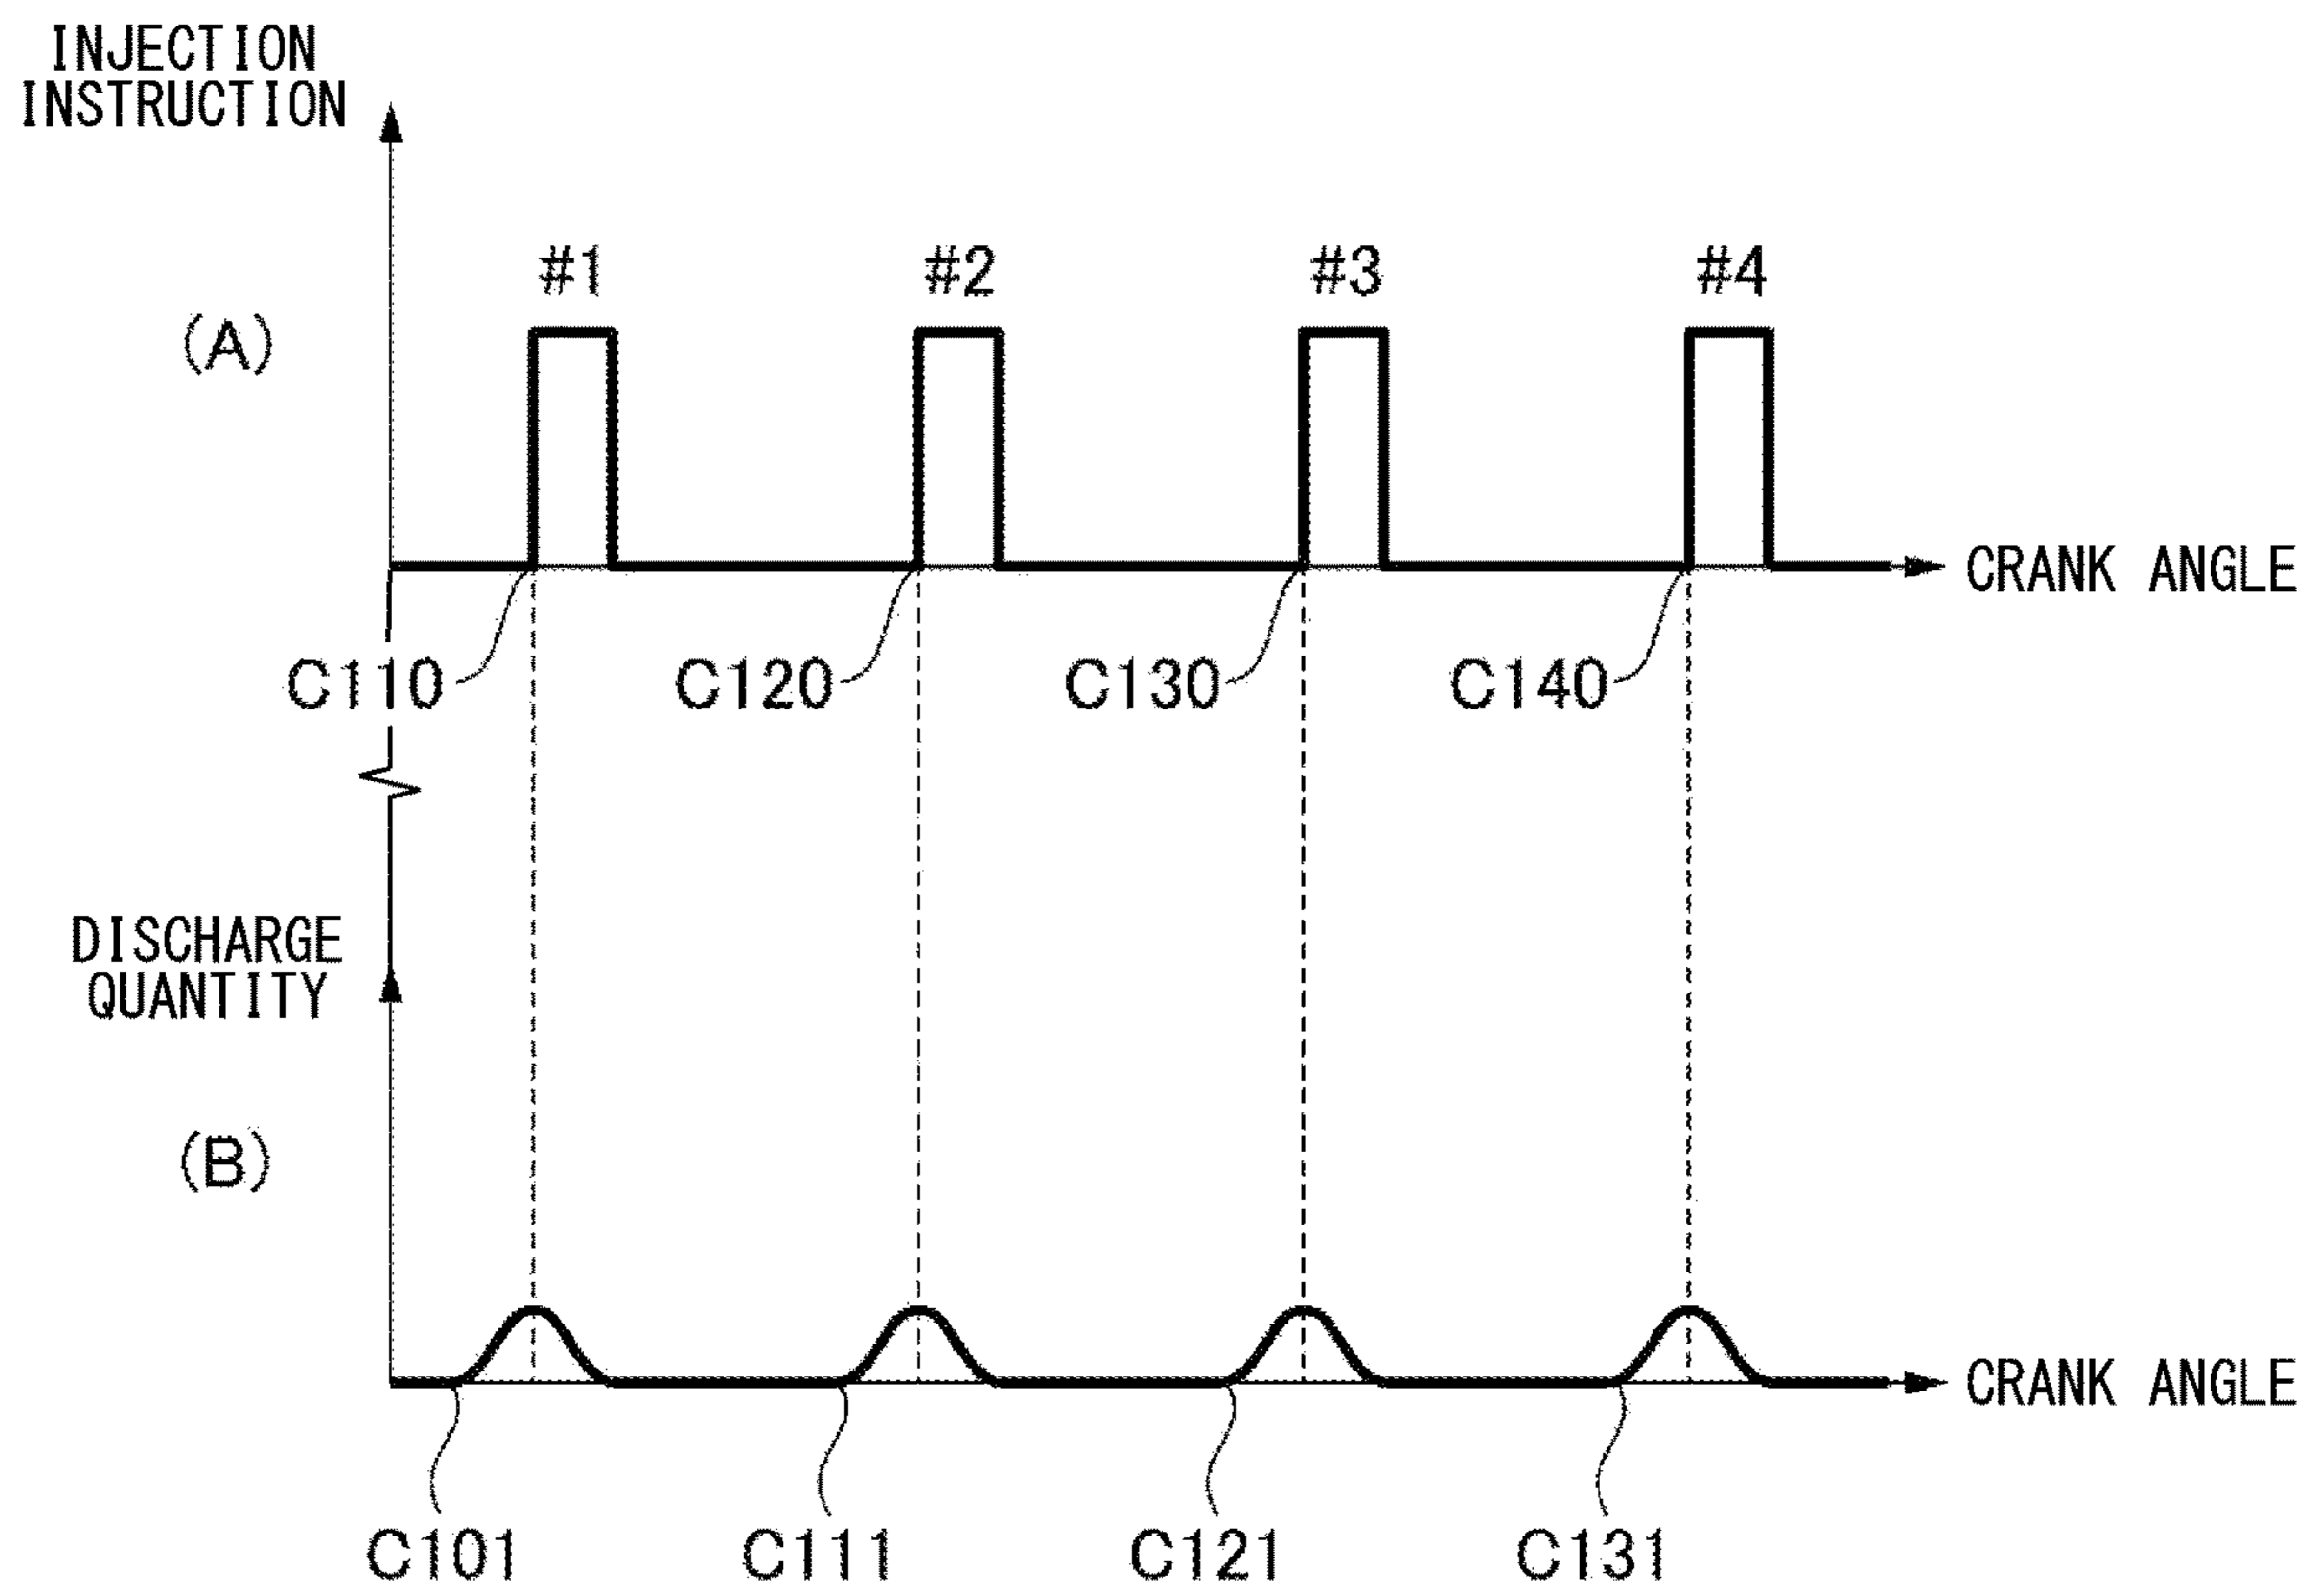 INJECTION
INSTRUCTION
#1 #2 #3 #4
(A)
CRANK ANGLE
C110 C120 C130 C140
DISCHARGE
QUANTITY
(B)
CRANK ANGLE
C101 C111 C121 C131